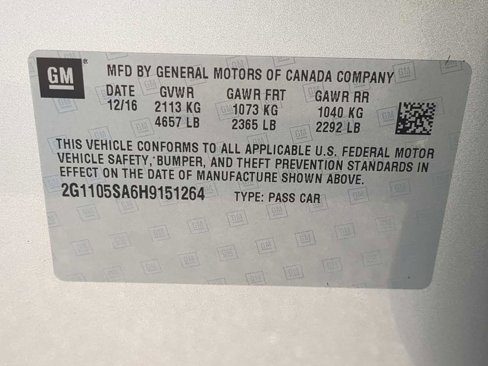 GM ® MFD BY GENERAL MOTORS OF CANADA COMPANY
DATE GVWR GAWR FRT GAWR RR
12/16 2113 KG 1073 KG 1040 KG
4657 LB 2365 LB 2292 LB
THIS VEHICLE CONFORMS TO ALL APPLICABLE U.S. FEDERAL MOTOR
VEHICLE SAFETY, BUMPER, AND THEFT PREVENTION STANDARDS IN
EFFECT ON THE DATE OF MANUFACTURE SHOWN ABOVE.
2G1105SA6H9151264 TYPE: PASS CAR